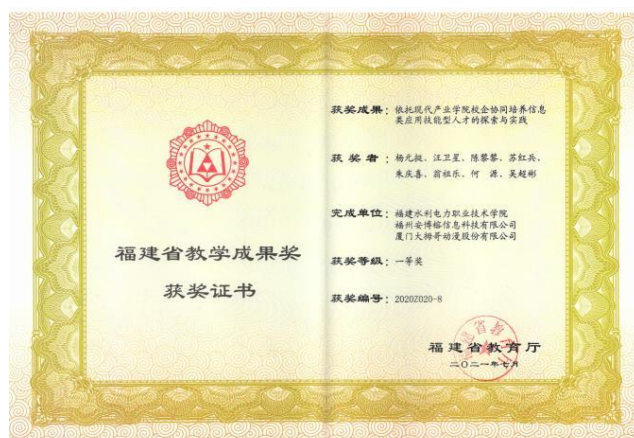 福建省教学成果奖
获奖证书
获奖成果：依托现代产业学院校企协同培养信息
类应用技能型人才的探索与实践
获 奖 者：杨光挺、汪卫星、陈黎黎、苏红兵、
朱庆喜、翁祖乐、何　源、吴超彬
完成单位：福建水利电力职业技术学院
福州安博榕信息科技有限公司
厦门大拇哥动漫股份有限公司
获奖等级：一等奖
获奖编号：2020Z020-8
福建省教育厅
二〇二一年七月